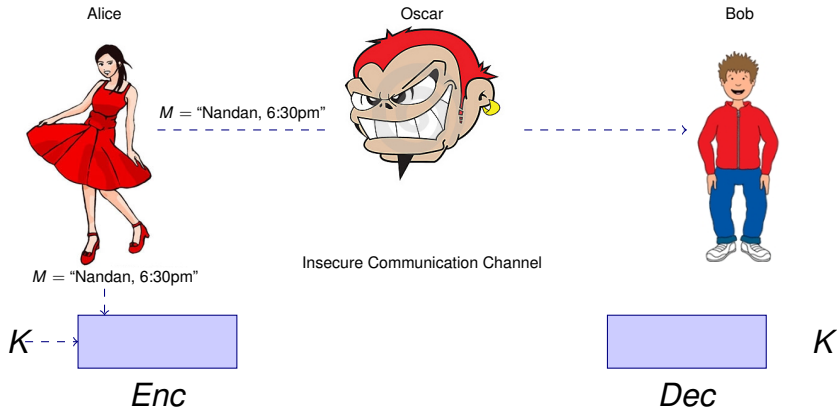 Alice
Oscar
Bob
M = “Nandan, 6:30pm”
Insecure Communication Channel
M = “Nandan, 6:30pm”
K
K
Enc
Dec